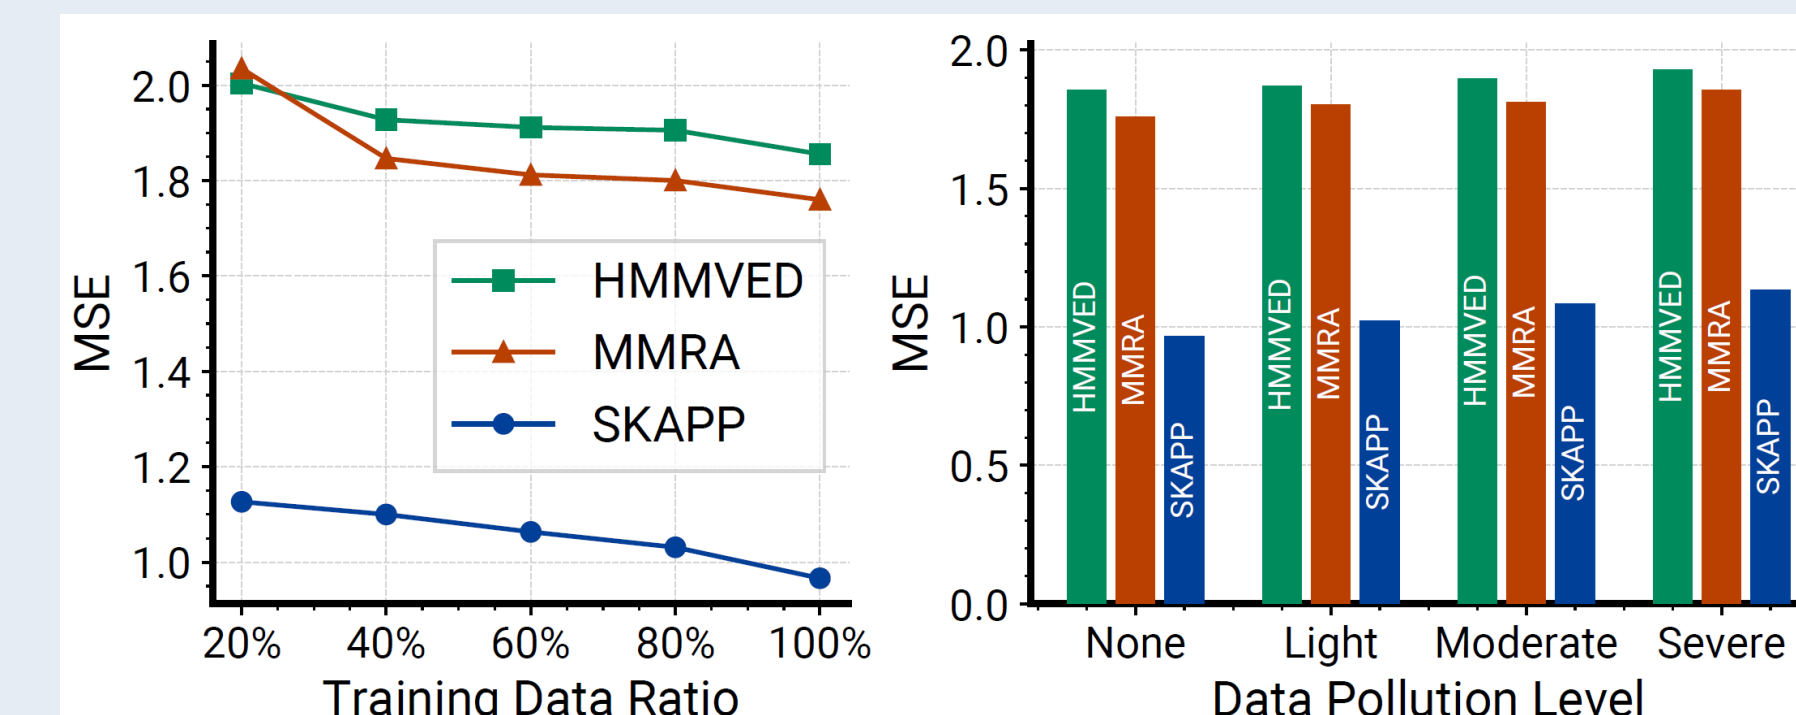 MSE
2.0
1.8
1.6
1.4
1.2
1.0
HMMVED
MMRA
SKAPP
20% 40% 60% 80% 100%
Training Data Ratio
MSE
2.0
1.5
1.0
0.5
0.0
HMMVED
MMRA
SKAPP
HMMVED
MMRA
SKAPP
HMMVED
MMRA
SKAPP
HMMVED
MMRA
SKAPP
None Light Moderate Severe
Data Pollution Level